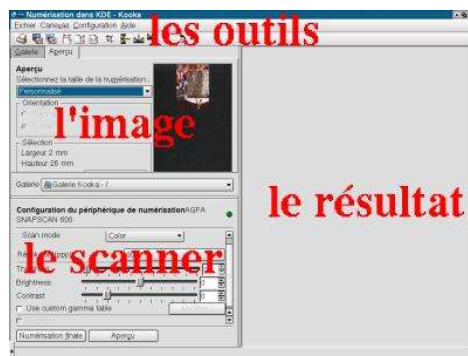 Numérisation dans KDE - Kooka
Fichier Canevas Configuration Aide
les outils
Galerie Aperçu
Aperçu
Sélectionnez la taille de la numérisation :
Personnalisé
Orientation
l'image
Sélection
Largeur 2 mm
Hauteur 26 mm
Galerie Galerie Kooka - /
le résultat
Configuration du périphérique de numérisation AGFA
SNAPSCAN 600
Scan mode Color
le scanner
Brightness 0
Contrast 0
Use custom gamma table
Numérisation finale Aperçu